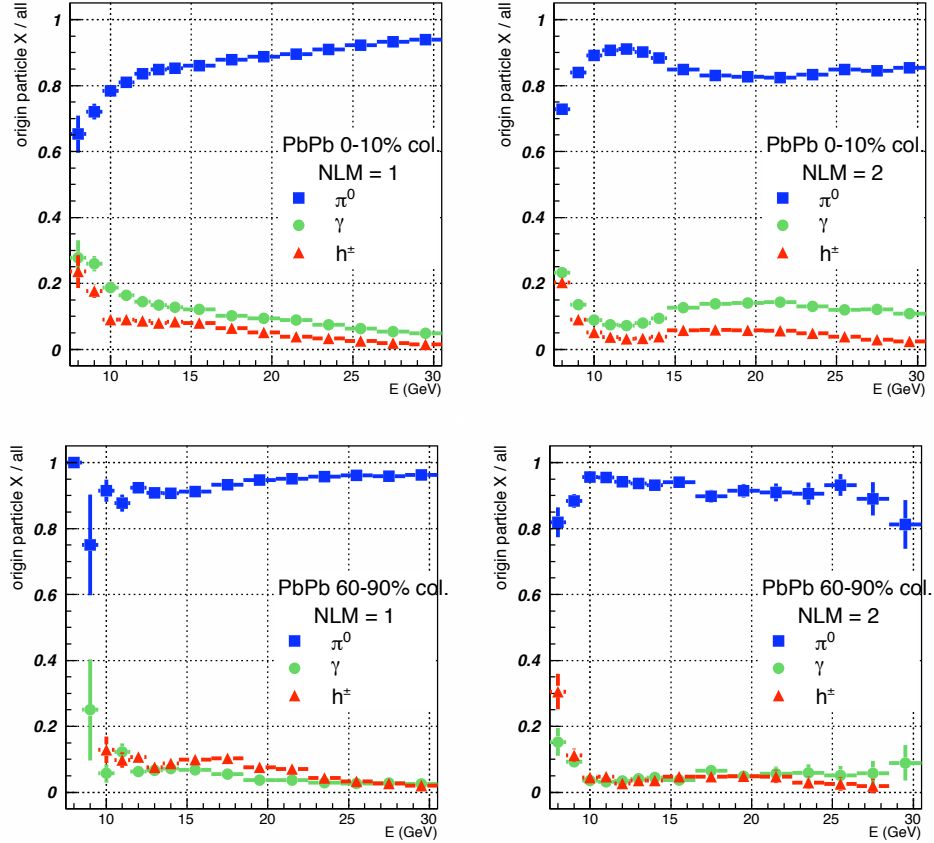 origin particle X / all
1
0.8
0.6
0.4
0.2
0
PbPb 0-10% col.
NLM = 1
π⁰
γ
h±
10 15 20 25 30
E (GeV)
origin particle X / all
1
0.8
0.6
0.4
0.2
0
PbPb 0-10% col.
NLM = 2
π⁰
γ
h±
10 15 20 25 30
E (GeV)
origin particle X / all
1
0.8
0.6
0.4
0.2
0
PbPb 60-90% col.
NLM = 1
π⁰
γ
h±
10 15 20 25 30
E (GeV)
origin particle X / all
1
0.8
0.6
0.4
0.2
0
PbPb 60-90% col.
NLM = 2
π⁰
γ
h±
10 15 20 25 30
E (GeV)